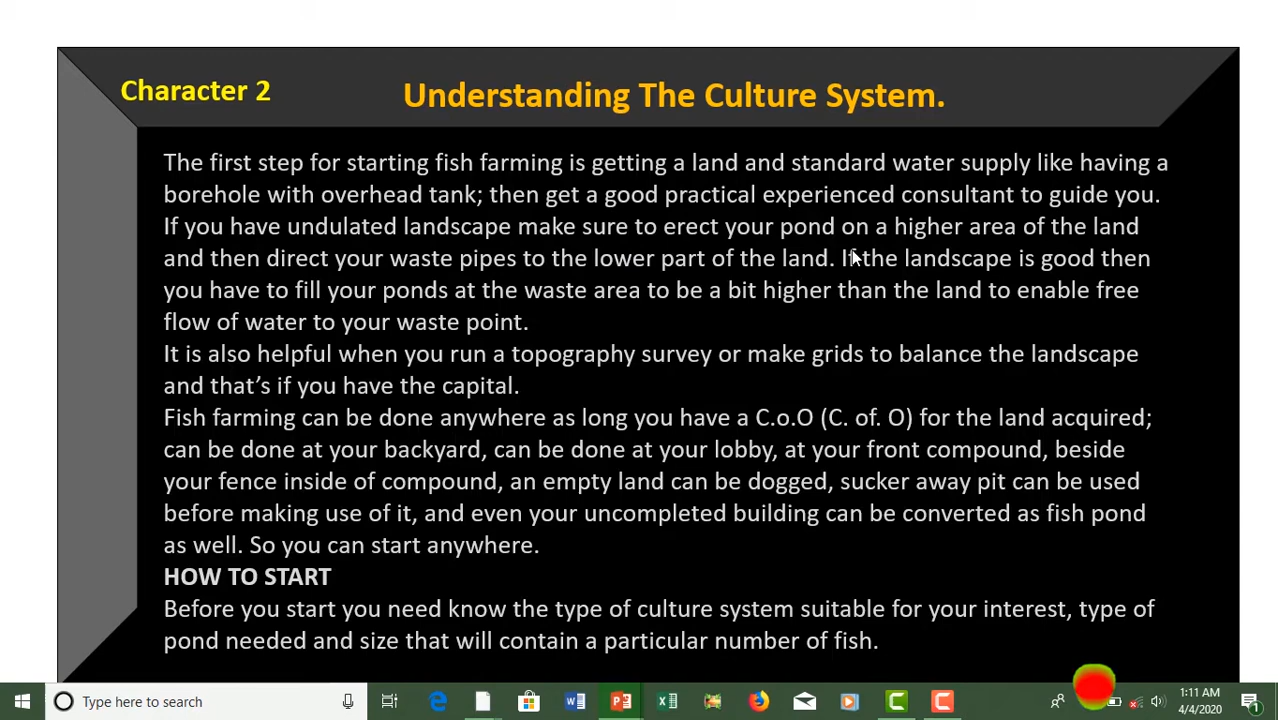 Character 2
Understanding The Culture System.
The first step for starting fish farming is getting a land and standard water supply like having a
borehole with overhead tank; then get a good practical experienced consultant to guide you.
If you have undulated landscape make sure to erect your pond on a higher area of the land
and then direct your waste pipes to the lower part of the land. If the landscape is good then
you have to fill your ponds at the waste area to be a bit higher than the land to enable free
flow of water to your waste point.
It is also helpful when you run a topography survey or make grids to balance the landscape
and that’s if you have the capital.
Fish farming can be done anywhere as long you have a C.o.O (C. of. O) for the land acquired;
can be done at your backyard, can be done at your lobby, at your front compound, beside
your fence inside of compound, an empty land can be dogged, sucker away pit can be used
before making use of it, and even your uncompleted building can be converted as fish pond
as well. So you can start anywhere.
HOW TO START
Before you start you need know the type of culture system suitable for your interest, type of
pond needed and size that will contain a particular number of fish.
Type here to search
1:11 AM
4/4/2020
1